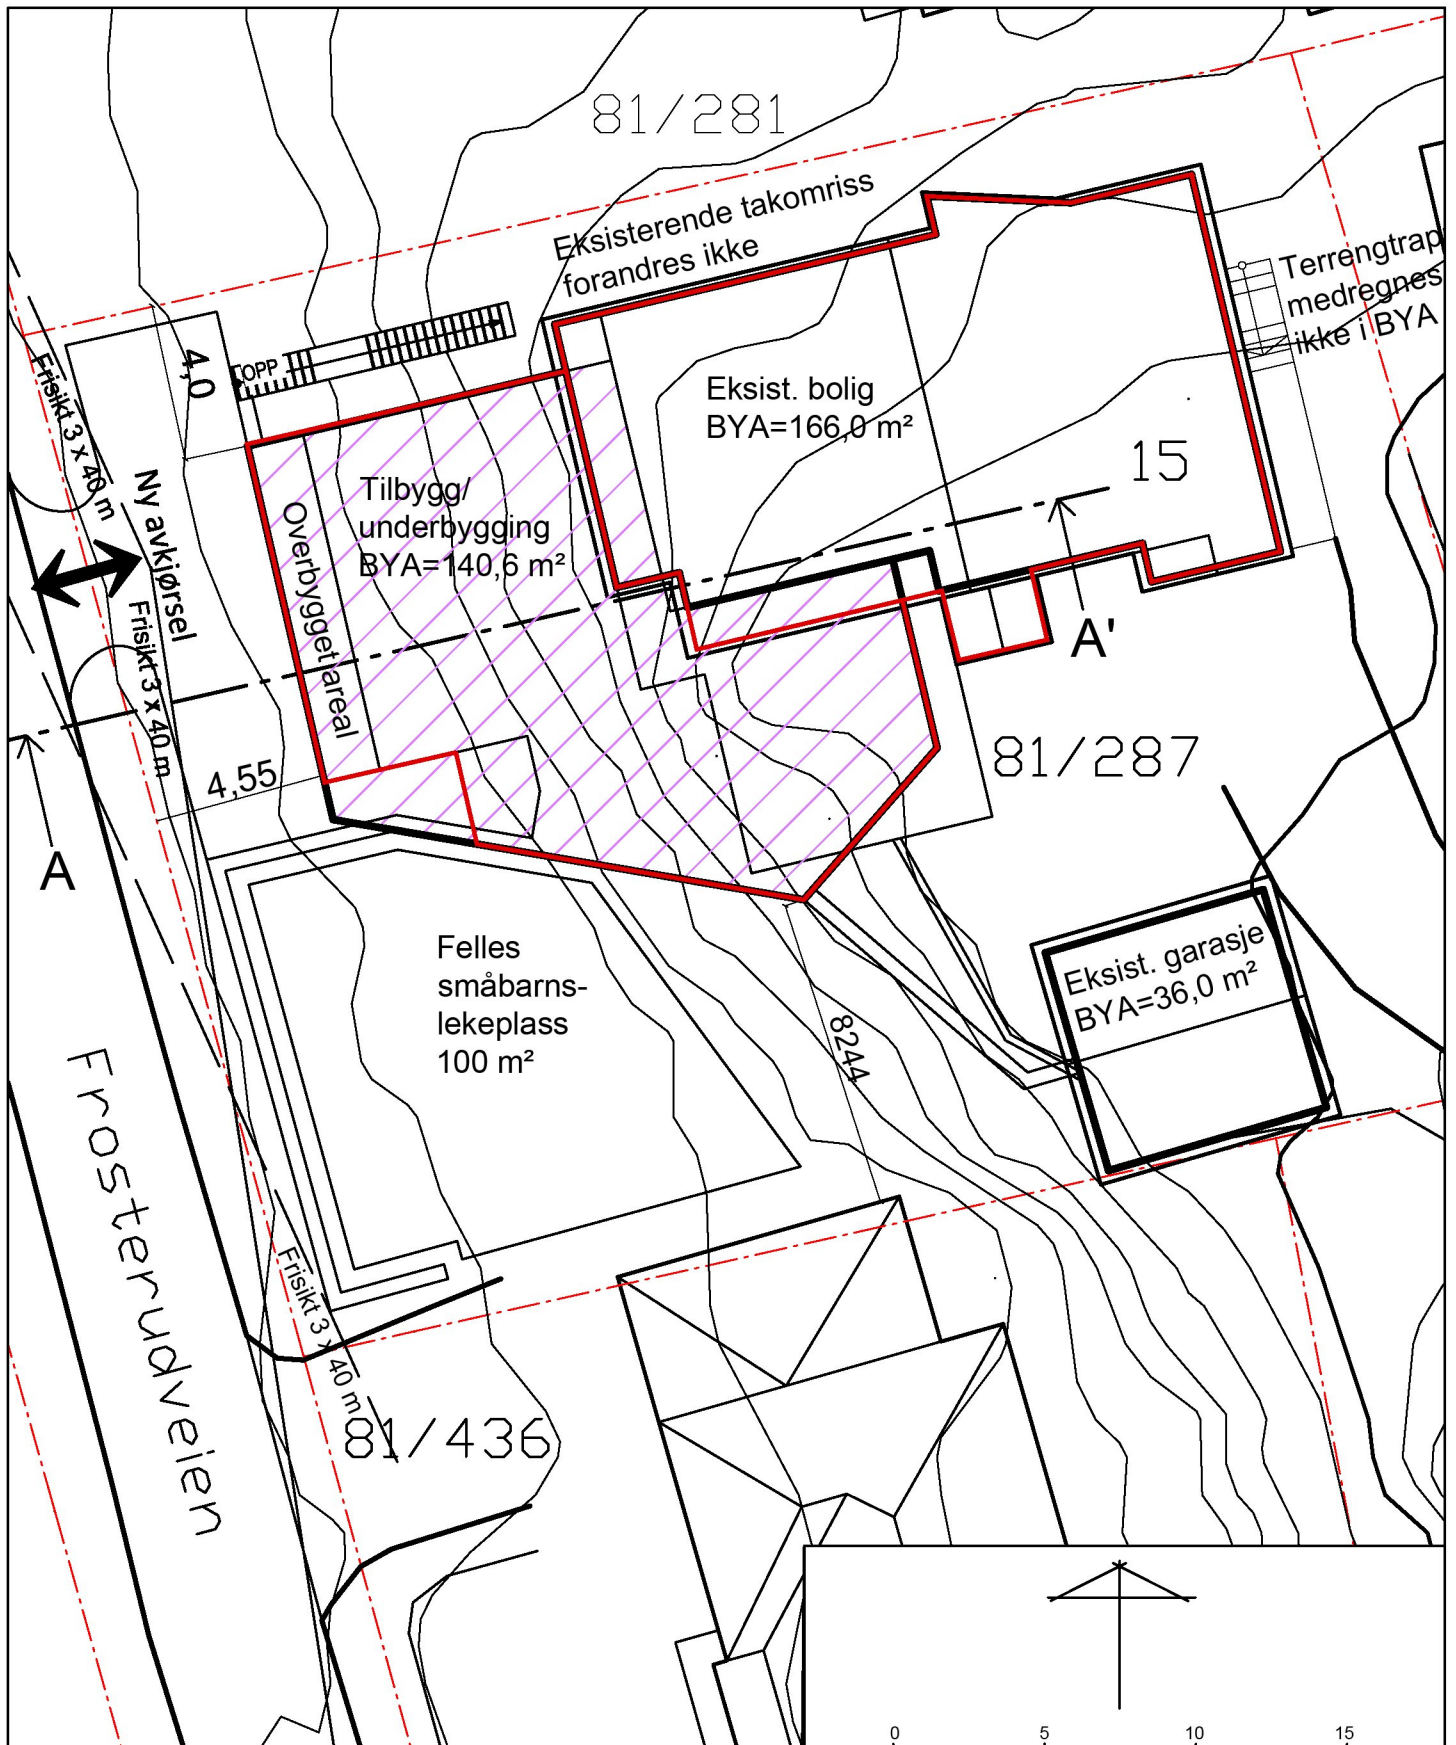 81/281
Eksisterende takomriss
forandres ikke
Terrengtrap
medregnes
ikke i BYA
4,0
TOPP
Frisikt 3 x 40 m
Eksist. bolig
BYA=166,0 m²
15
Ny avkjørsel
Tilbygg/
underbygging
BYA=140,6 m²
Overbygget areal
Frisikt 3 x 40 m
A'
81/287
4,55
A
Felles
småbarns-
lekeplass
100 m²
Eksist. garasje
BYA=36,0 m²
8244
Frosterudveien
Frisikt 3 x 40 m
81/436
0 5 10 15